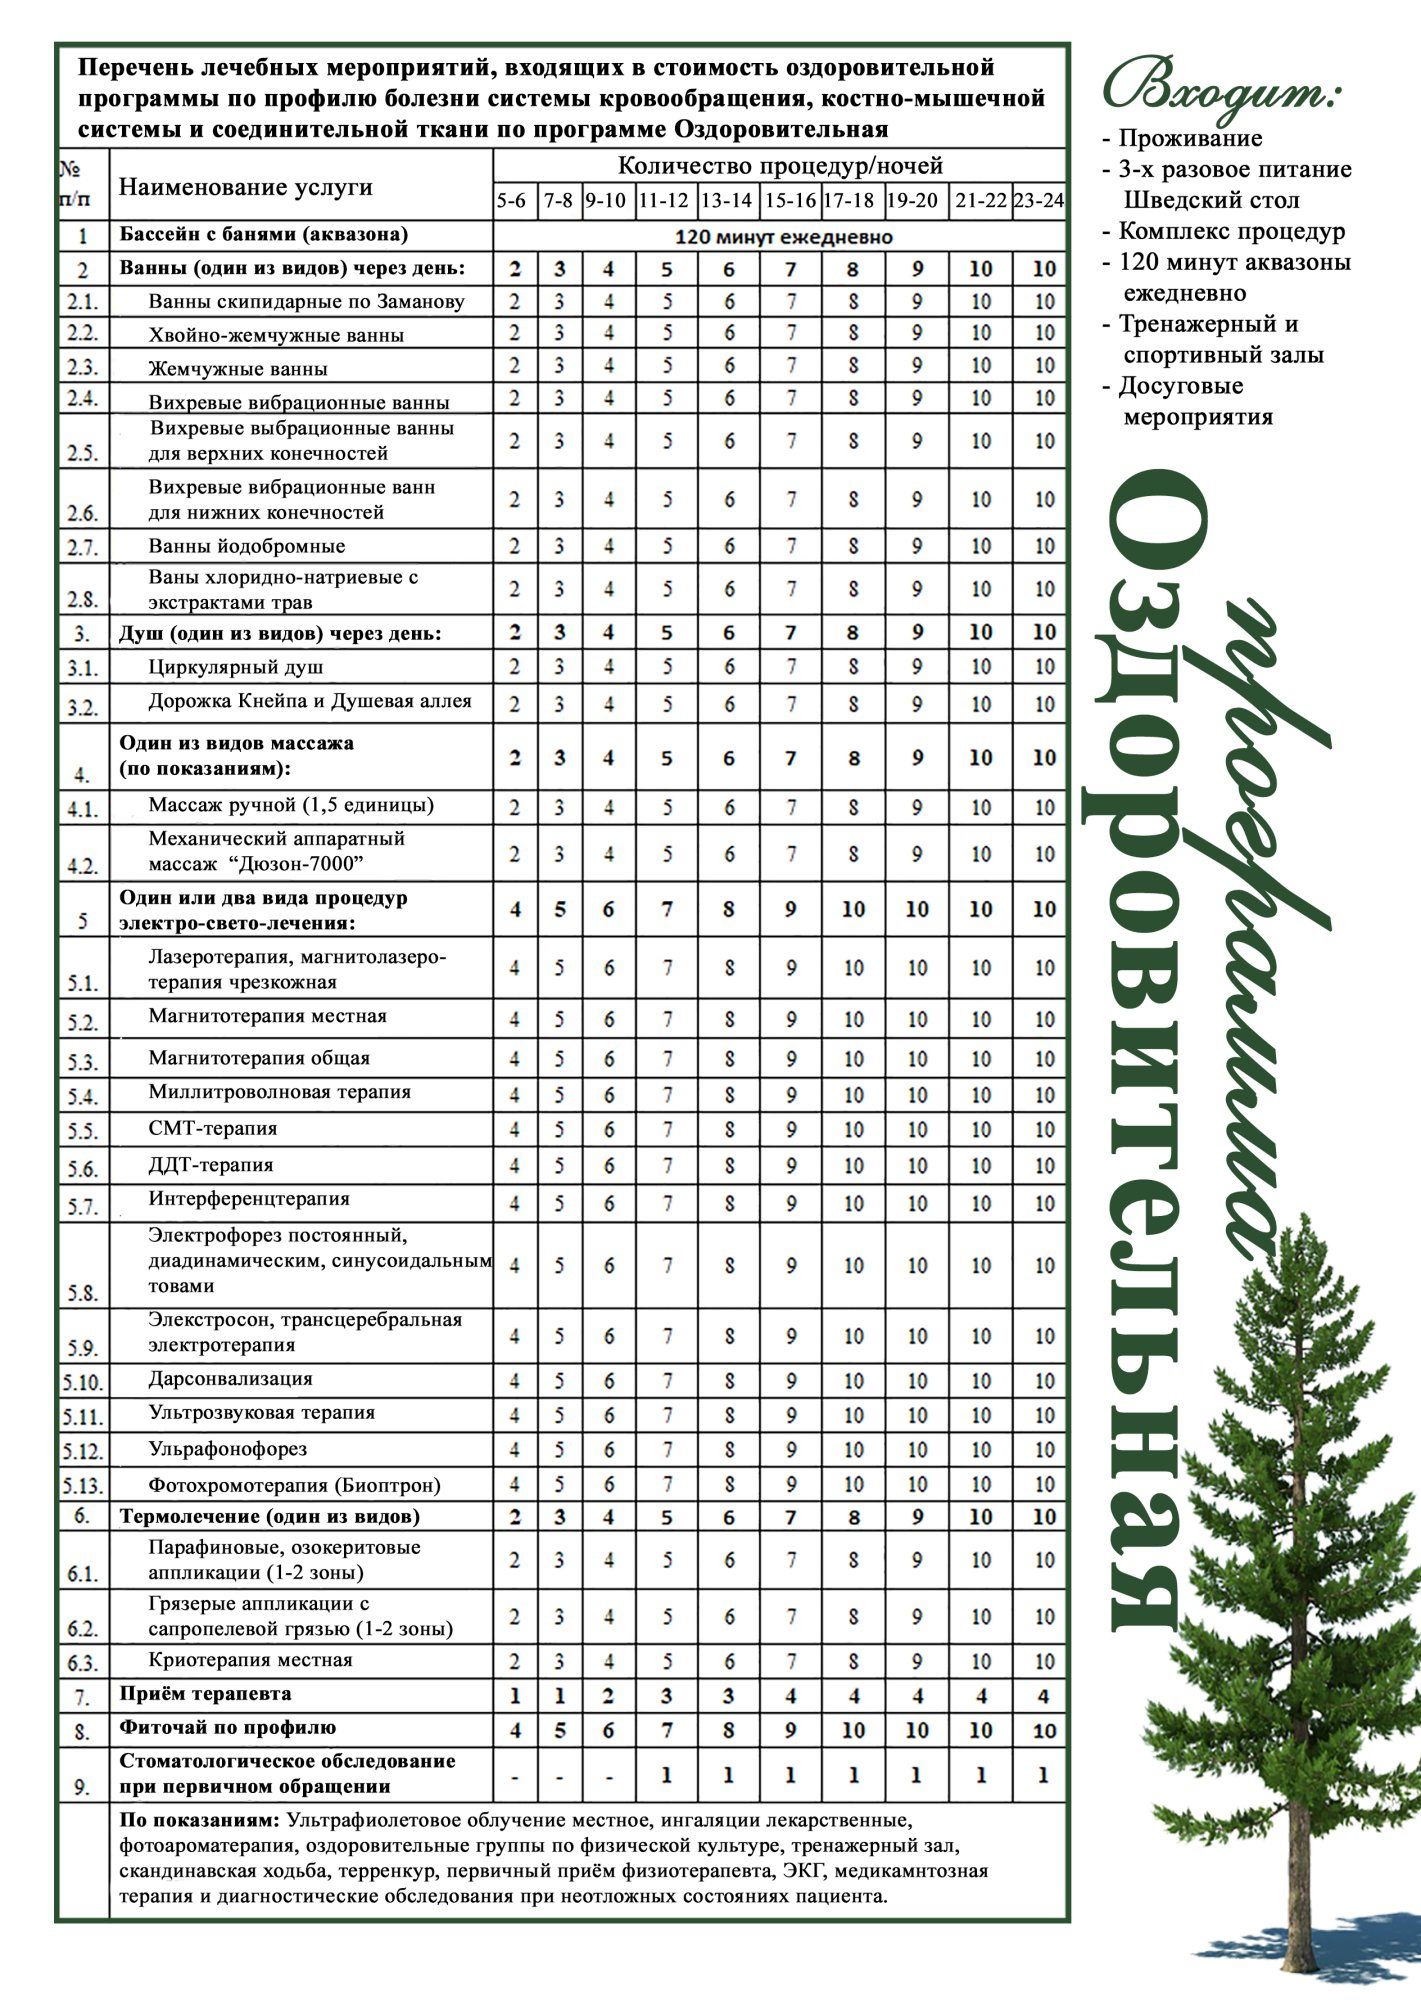 Перечень лечебных мероприятий, входящих в стоимость оздоровительной
программы по профилю болезни системы кровообращения, костно-мышечной
системы и соединительной ткани по программе Оздоровительная
№ п/п Наименование услуги Количество процедур/ночей
5-6 7-8 9-10 11-12 13-14 15-16 17-18 19-20 21-22 23-24
1 Бассейн с банями (аквазона) 120 минут ежедневно
2 Ванны (один из видов) через день: 2 3 4 5 6 7 8 9 10 10
2.1. Ванны скипидарные по Заманову 2 3 4 5 6 7 8 9 10 10
2.2. Хвойно-жемчужные ванны 2 3 4 5 6 7 8 9 10 10
2.3. Жемчужные ванны 2 3 4 5 6 7 8 9 10 10
2.4. Вихревые вибрационные ванны 2 3 4 5 6 7 8 9 10 10
Вихревые выбрационные ванны
2.5. для верхних конечностей 2 3 4 5 6 7 8 9 10 10
Вихревые вибрационные ванн
2.6. для нижних конечностей 2 3 4 5 6 7 8 9 10 10
2.7. Ванны йодобромные 2 3 4 5 6 7 8 9 10 10
Ваны хлоридно-натриевые с
2.8. экстрактами трав 2 3 4 5 6 7 8 9 10 10
3. Душ (один из видов) через день: 2 3 4 5 6 7 8 9 10 10
3.1. Циркулярный душ 2 3 4 5 6 7 8 9 10 10
3.2. Дорожка Кнейпа и Душевая аллея 2 3 4 5 6 7 8 9 10 10
Один из видов массажа
4. (по показаниям): 2 3 4 5 6 7 8 9 10 10
4.1. Массаж ручной (1,5 единицы) 2 3 4 5 6 7 8 9 10 10
Механический аппаратный
4.2. массаж “Дюзон-7000” 2 3 4 5 6 7 8 9 10 10
Один или два вида процедур
5 электро-свето-лечения: 4 5 6 7 8 9 10 10 10 10
Лазеротерапия, магнитолазеро-
5.1. терапия чрезкожная 4 5 6 7 8 9 10 10 10 10
5.2. Магнитотерапия местная 4 5 6 7 8 9 10 10 10 10
5.3. Магнитотерапия общая 4 5 6 7 8 9 10 10 10 10
5.4. Миллитроволновая терапия 4 5 6 7 8 9 10 10 10 10
5.5. СМТ-терапия 4 5 6 7 8 9 10 10 10 10
5.6. ДДТ-терапия 4 5 6 7 8 9 10 10 10 10
5.7. Интерференцтерапия 4 5 6 7 8 9 10 10 10 10
Электрофорез постоянный,
диадинамическим, синусоидальным
5.8. товами 4 5 6 7 8 9 10 10 10 10
Элекстросон, трансцеребральная
5.9. электротерапия 4 5 6 7 8 9 10 10 10 10
5.10. Дарсонвализация 4 5 6 7 8 9 10 10 10 10
5.11. Ультрозвуковая терапия 4 5 6 7 8 9 10 10 10 10
5.12. Ульрафонофорез 4 5 6 7 8 9 10 10 10 10
5.13. Фотохромотерапия (Биоптрон) 4 5 6 7 8 9 10 10 10 10
6. Термолечение (один из видов) 2 3 4 5 6 7 8 9 10 10
Парафиновые, озокеритовые
6.1. аппликации (1-2 зоны) 2 3 4 5 6 7 8 9 10 10
Грязерые аппликации с
6.2. сапропелевой грязью (1-2 зоны) 2 3 4 5 6 7 8 9 10 10
6.3. Криотерапия местная 2 3 4 5 6 7 8 9 10 10
7. Приём терапевта 1 1 2 3 3 4 4 4 4 4
8. Фиточай по профилю 4 5 6 7 8 9 10 10 10 10
Стоматологическое обследование
9. при первичном обращении - - - 1 1 1 1 1 1 1
По показаниям: Ультрафиолетовое облучение местное, ингаляции лекарственные,
фотоароматерапия, оздоровительные группы по физической культуре, тренажерный зал,
скандинавская ходьба, терренкур, первичный приём физиотерапевта, ЭКГ, медикамнтозная
терапия и диагностические обследования при неотложных состояниях пациента.
Входит:
- Проживание
- 3-х разовое питание
Шведский стол
- Комплекс процедур
- 120 минут аквазоны
ежедневно
- Тренажерный и
спортивный залы
- Досуговые
мероприятия
Оздоровительная
программа